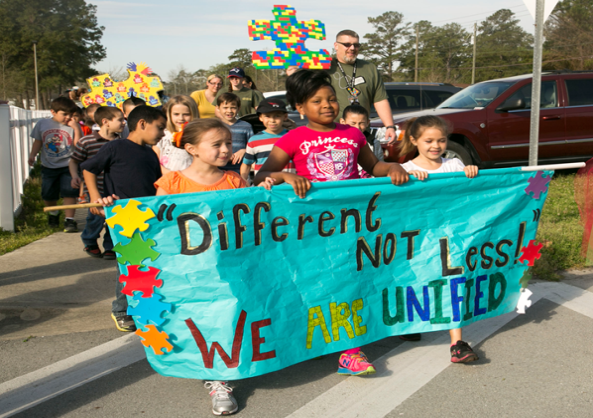 "Different
NOT Less!"
WE ARE UNIFIED
Princess